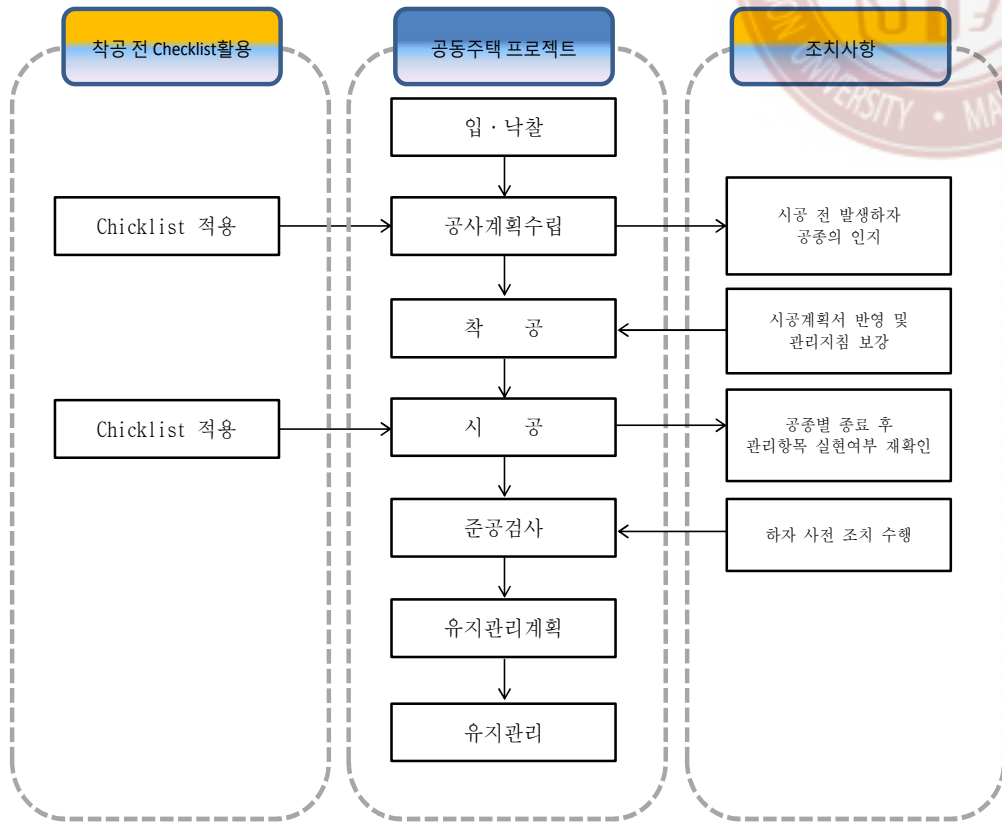 착공 전 Checklist활용
공동주택 프로젝트
조치사항
입 · 낙찰
Chicklist 적용
공사계획수립
시공 전 발생하자
공종의 인지
착 공
시공계획서 반영 및
관리지침 보강
Chicklist 적용
시 공
공종별 종료 후
관리항목 실현여부 재확인
준공검사
하자 사전 조치 수행
유지관리계획
유지관리
UNIVERSITY